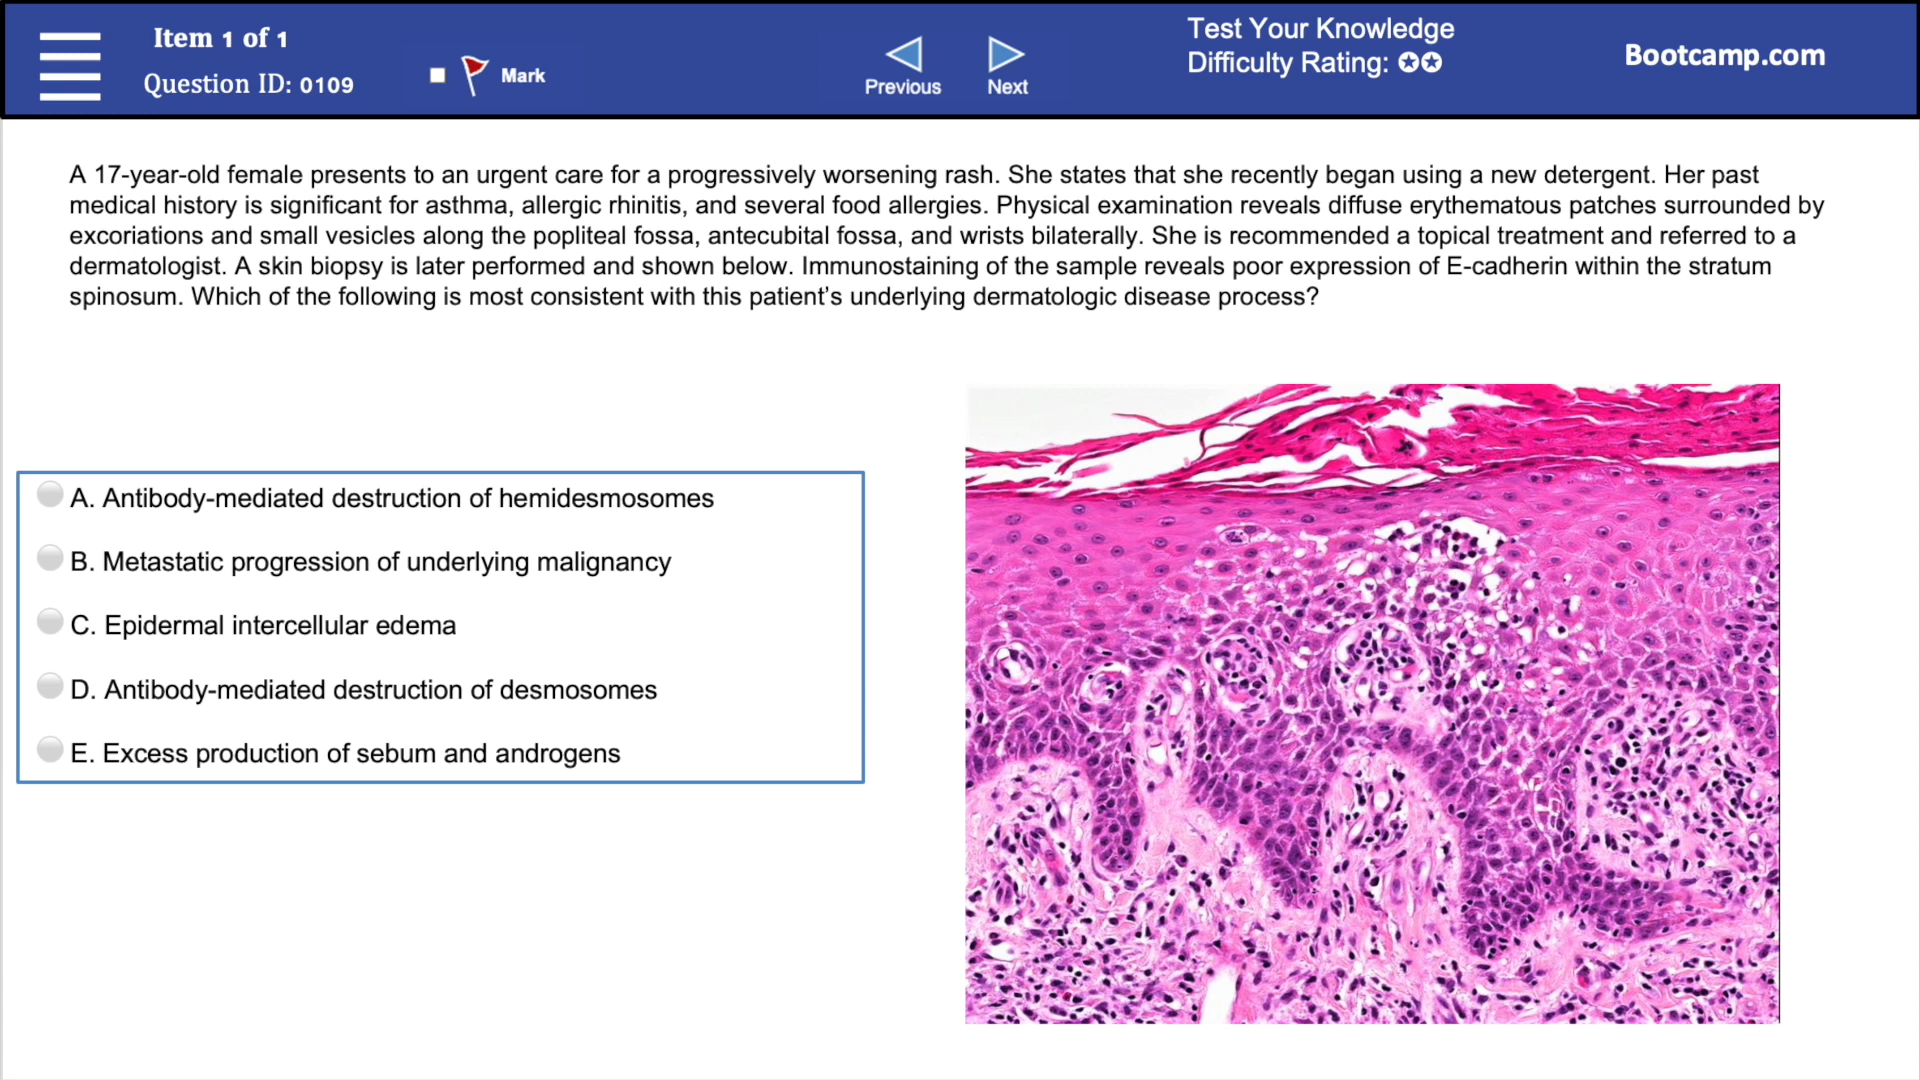 Item 1 of 1
Question ID: 0109
Mark
Previous
Next
Test Your Knowledge
Difficulty Rating: ✪✪
Bootcamp.com
A 17-year-old female presents to an urgent care for a progressively worsening rash. She states that she recently began using a new detergent. Her past
medical history is significant for asthma, allergic rhinitis, and several food allergies. Physical examination reveals diffuse erythematous patches surrounded by
excoriations and small vesicles along the popliteal fossa, antecubital fossa, and wrists bilaterally. She is recommended a topical treatment and referred to a
dermatologist. A skin biopsy is later performed and shown below. Immunostaining of the sample reveals poor expression of E-cadherin within the stratum
spinosum. Which of the following is most consistent with this patient’s underlying dermatologic disease process?
A. Antibody-mediated destruction of hemidesmosomes
B. Metastatic progression of underlying malignancy
C. Epidermal intercellular edema
D. Antibody-mediated destruction of desmosomes
E. Excess production of sebum and androgens